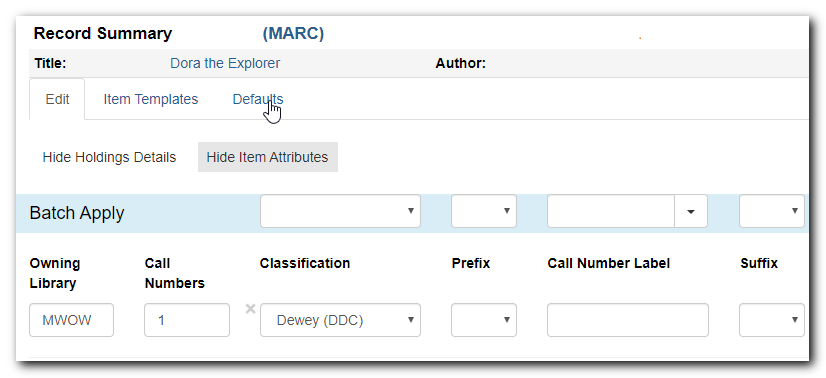 Record Summary (MARC)
Title: Dora the Explorer Author:
Edit Item Templates Defaults
Hide Holdings Details Hide Item Attributes
Batch Apply
Owning Library Call Numbers Classification Prefix Call Number Label Suffix
MWOW 1 × Dewey (DDC)